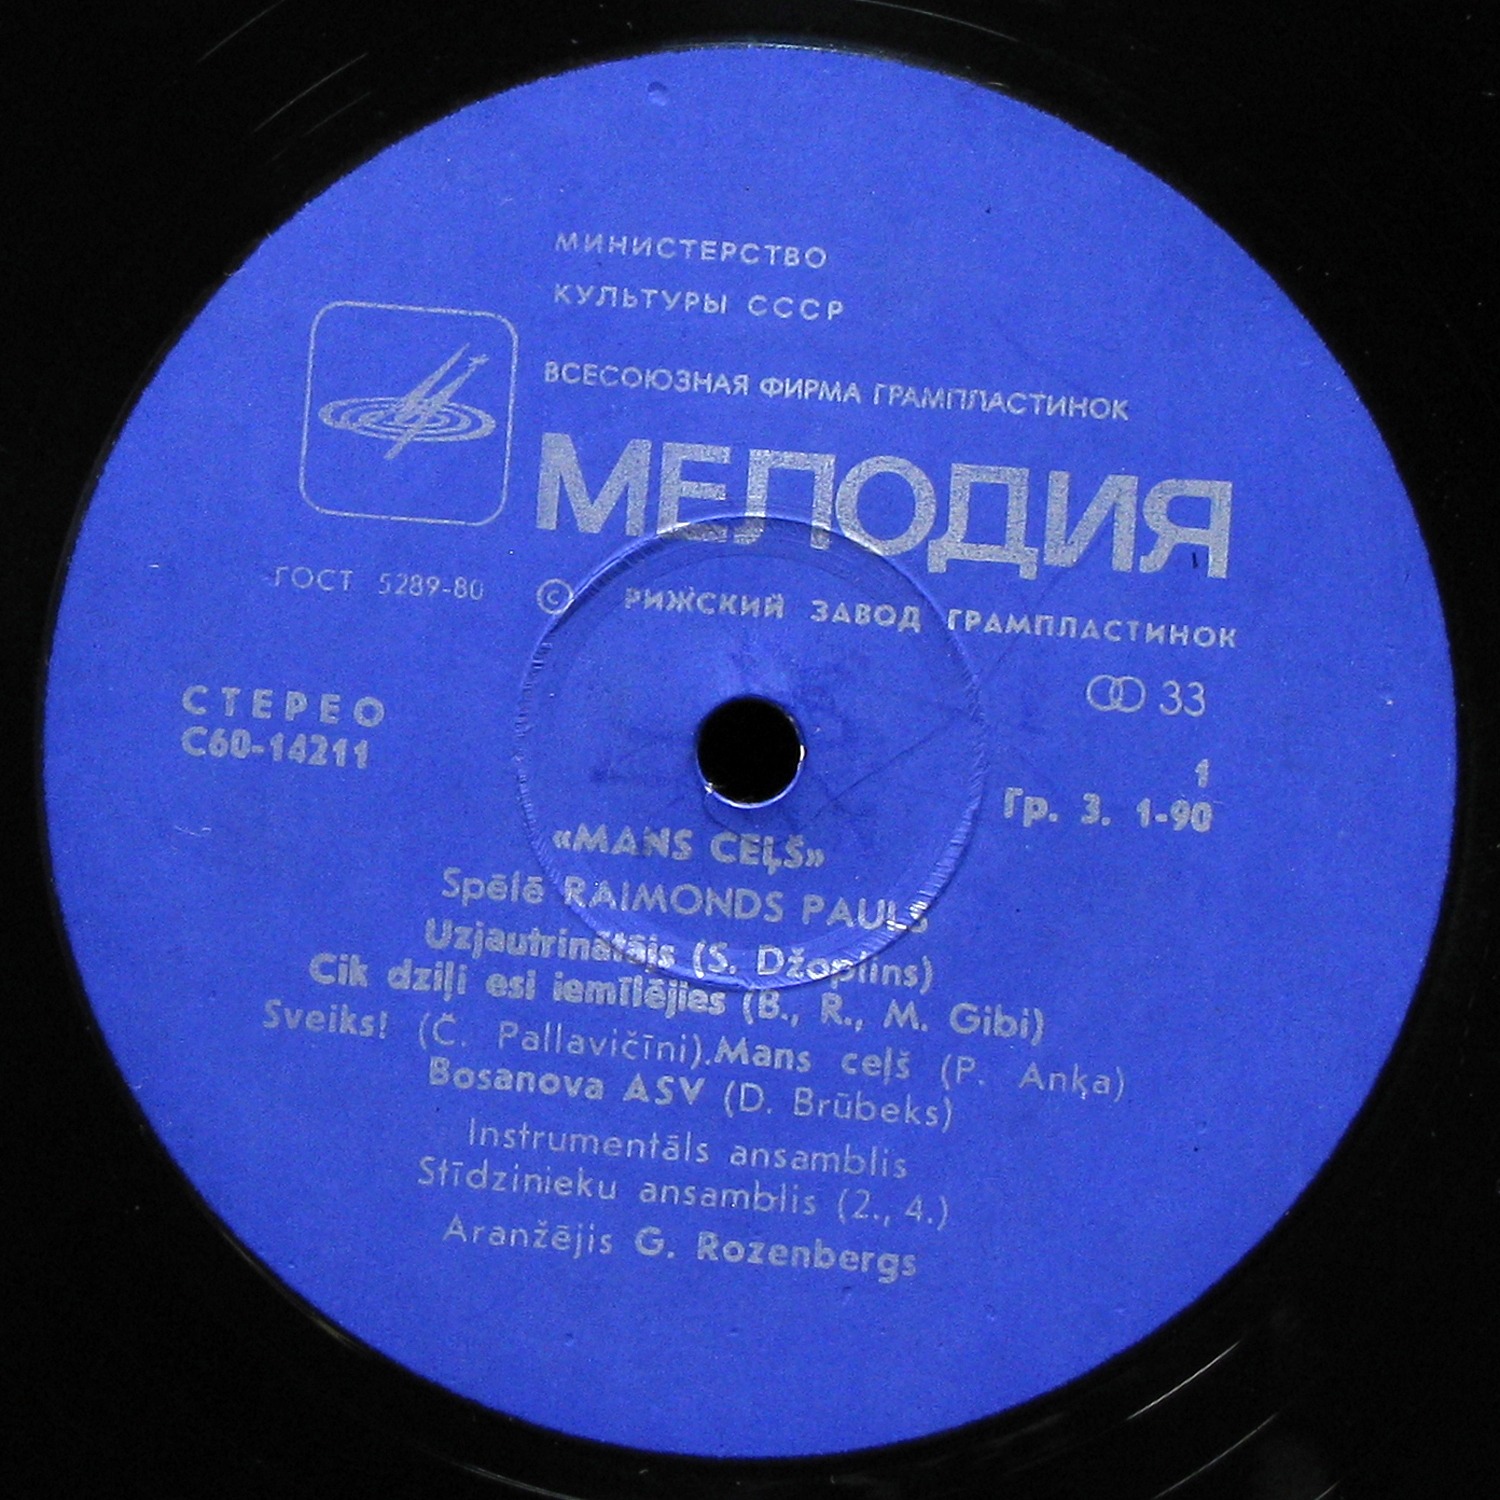 МИНИСТЕРСТВО
КУЛЬТУРЫ СССР
ВСЕСОЮЗНАЯ ФИРМА ГРАМПЛАСТИНОК
МЕЛОДИЯ
ГОСТ 5289-80 © РИЖСКИЙ ЗАВОД ГРАМПЛАСТИНОК
СТЕРЕО
33
С60-14211
1
Гр. 3. 1-90
«MANS CEĻŠ»
Spēlē RAIMONDS PAULS
Uzjautrinātājs (S. Džoplins)
Cik dziļi esi iemīlējies (B., R., M. Gibi)
Sveiks! (Č. Pallavičīni).Mans ceļš (P. Anķa)
Bosanova ASV (D. Brūbeks)
Instrumentāls ansamblis
Stīdzinieku ansamblis (2., 4.)
Aranžējis G. Rozenbergs